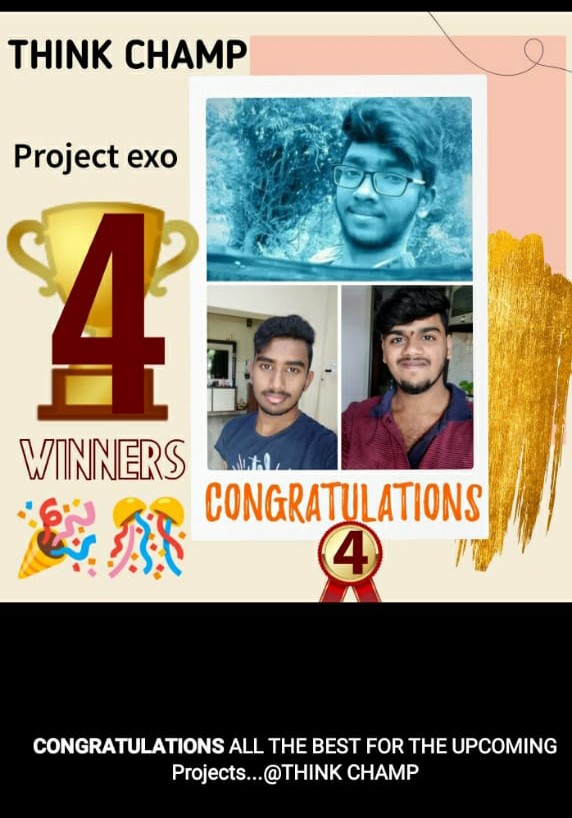 THINK CHAMP
Project exo
4
WINNERS
CONGRATULATIONS
4
CONGRATULATIONS ALL THE BEST FOR THE UPCOMING
Projects...@THINK CHAMP